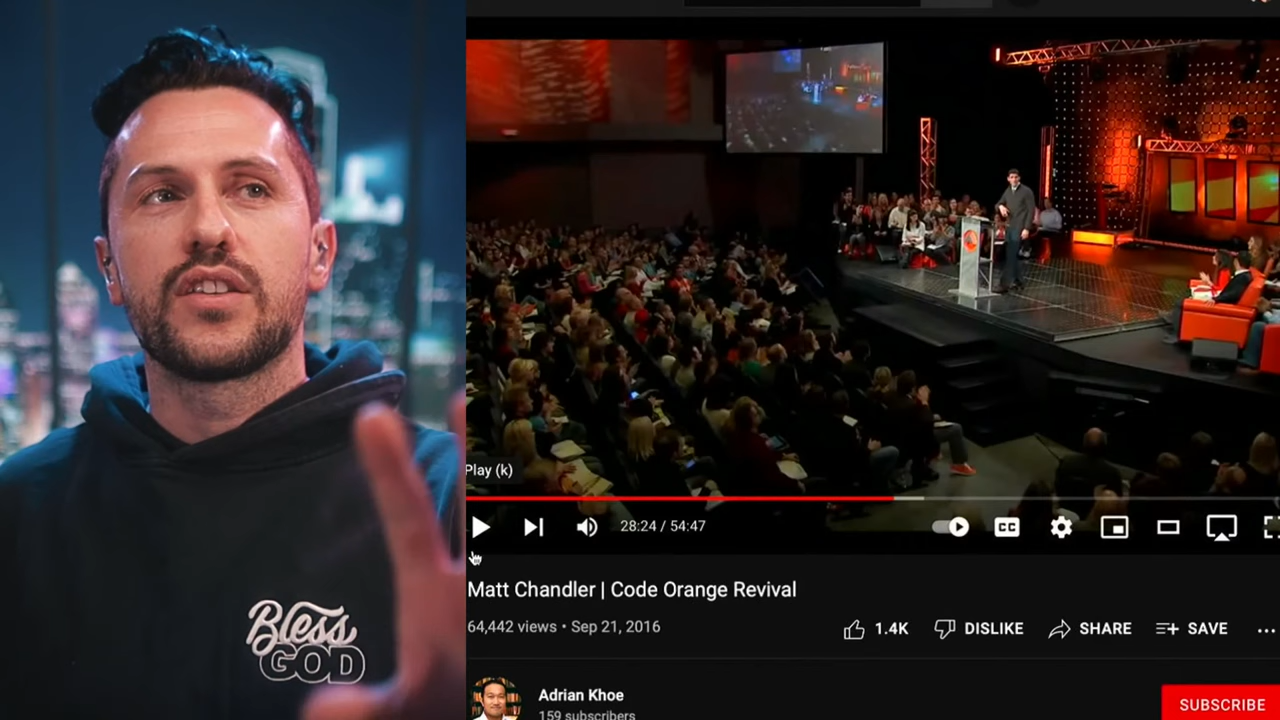 Bless
GOD
Play (k)
28:24 / 54:47
CC
Matt Chandler | Code Orange Revival
64,442 views • Sep 21, 2016
1.4K
DISLIKE
SHARE
SAVE
Adrian Khoe
159 subscribers
SUBSCRIBE